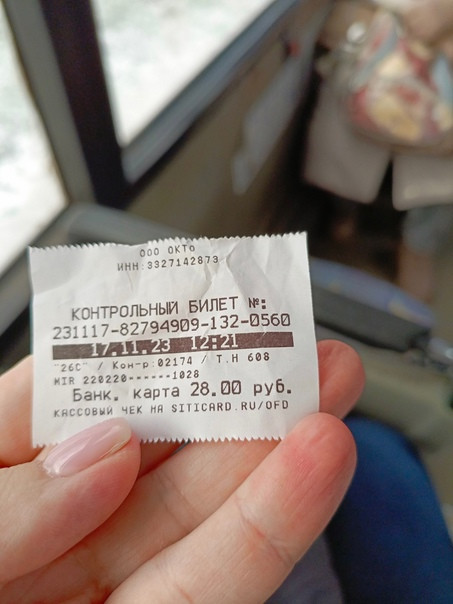 ООО ОКТО
ИНН:3327142873
КОНТРОЛЬНЫЙ БИЛЕТ №:
231117-82794909-132-0560
17.11.23 12:21
"26С" / Кон-р.02174 / Т.Н 608
MIR 220220------1028
Банк. карта 28.00 руб.
КАССОВЫЙ ЧЕК НА SITICARD.RU/OFD